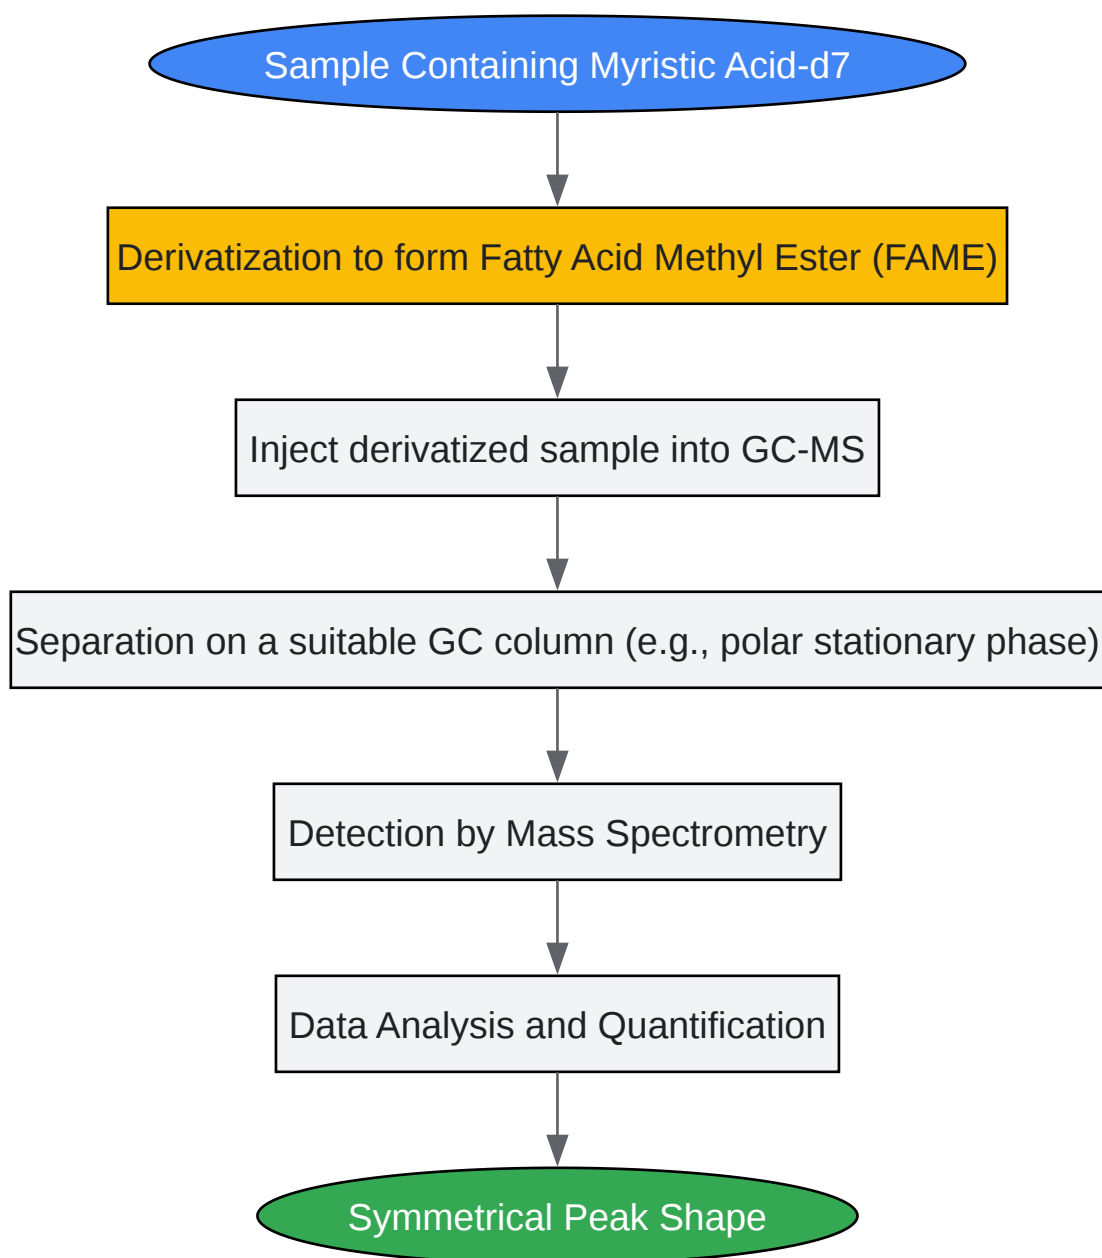 Sample Containing Myristic Acid-d7
Derivatization to form Fatty Acid Methyl Ester (FAME)
Inject derivatized sample into GC-MS
Separation on a suitable GC column (e.g., polar stationary phase)
Detection by Mass Spectrometry
Data Analysis and Quantification
Symmetrical Peak Shape